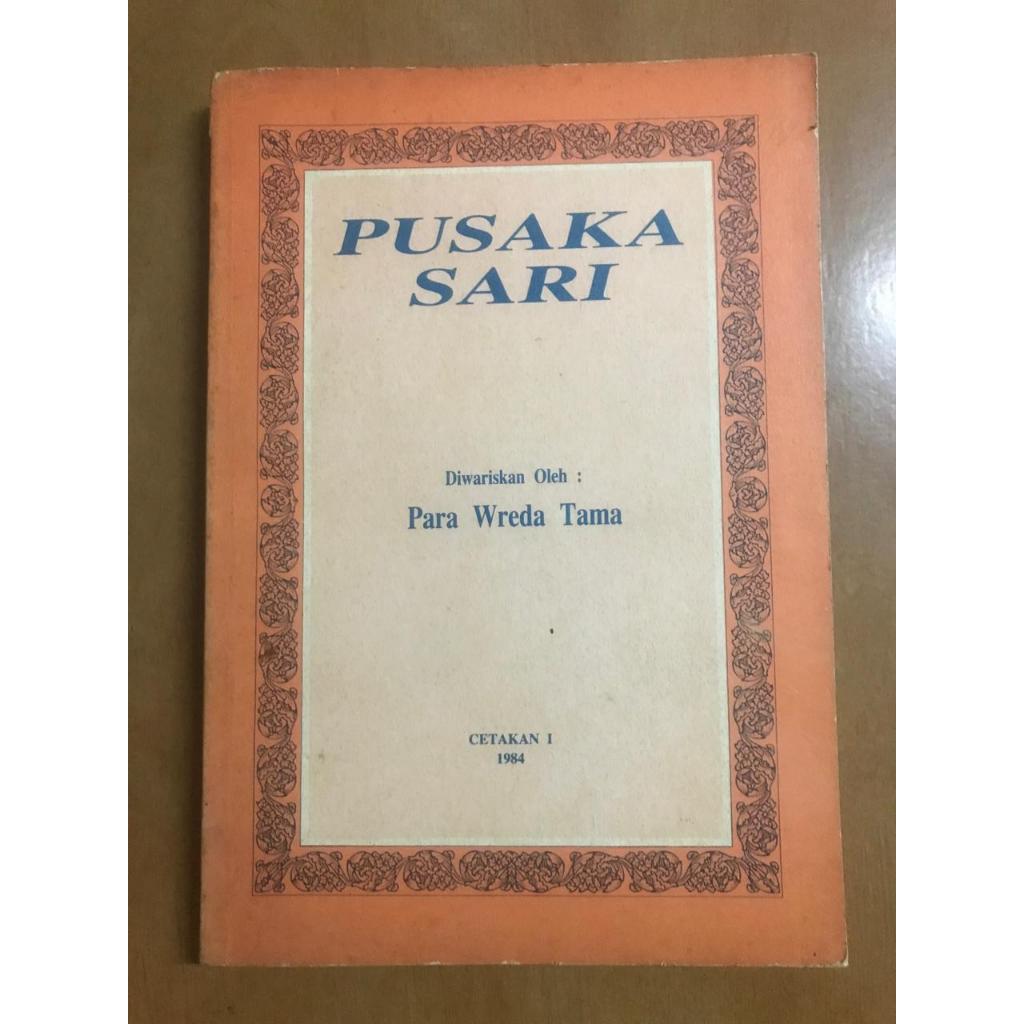 PUSAKA
SARI
Diwariskan Oleh :
Para Wreda Tama
CETAKAN I
1984